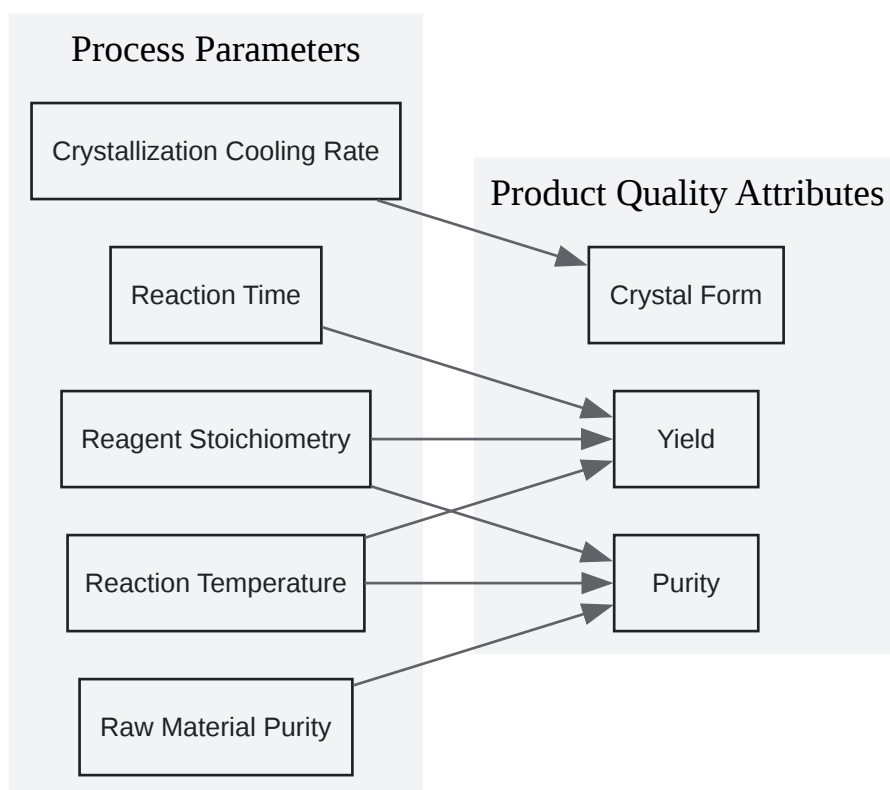 Process Parameters
Crystallization Cooling Rate
Reaction Time
Reagent Stoichiometry
Reaction Temperature
Raw Material Purity
Product Quality Attributes
Crystal Form
Yield
Purity